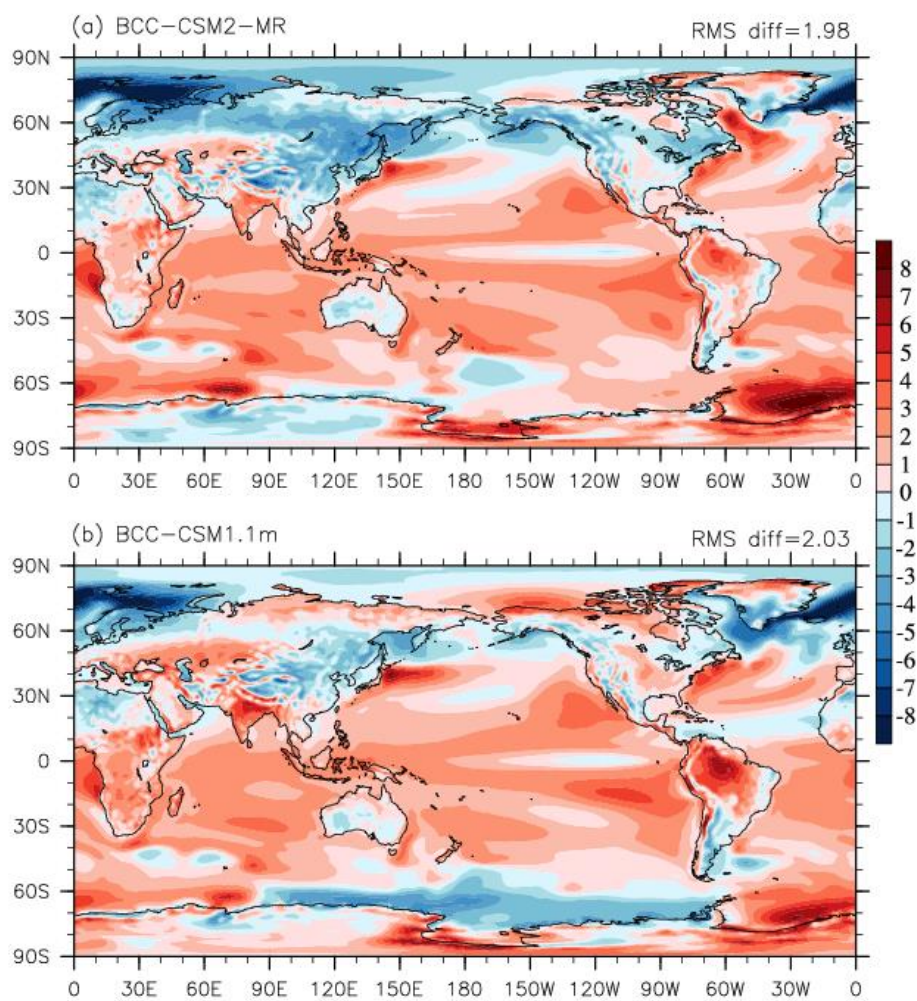 (a) BCC-CSM2-MR RMS diff=1.98
90N
60N
30N
0
30S
60S
90S
0 30E 60E 90E 120E 150E 180 150W 120W 90W 60W 30W 0
8
7
6
5
4
3
2
1
0
-1
-2
-3
-4
-5
-6
-7
-8
(b) BCC-CSM1.1m RMS diff=2.03
90N
60N
30N
0
30S
60S
90S
0 30E 60E 90E 120E 150E 180 150W 120W 90W 60W 30W 0